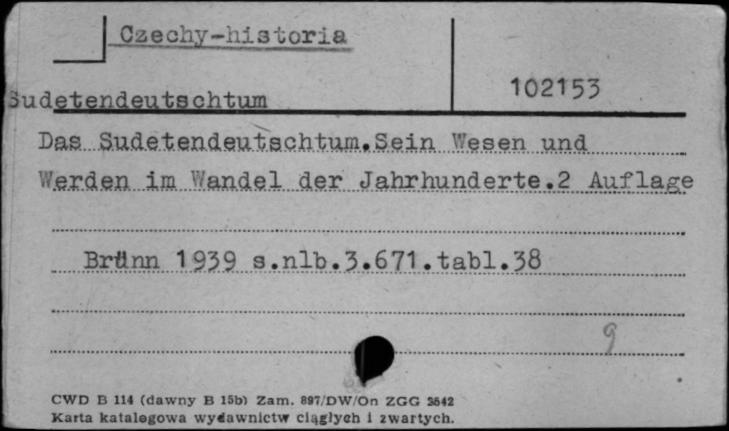 Czechy-historia
102153
Sudetendeutschtum
Das Sudetendeutschtum.Sein Wesen und
Werden im Wandel der Jahrhunderte.2 Auflage
Brünn 1939 s.nlb.3.671.tabl.38
9
CWD B 114 (dawny B 15b) Zam. 897/DW/On ZGG 3642
Karta katalogowa wydawnictw ciągłych i zwartych.